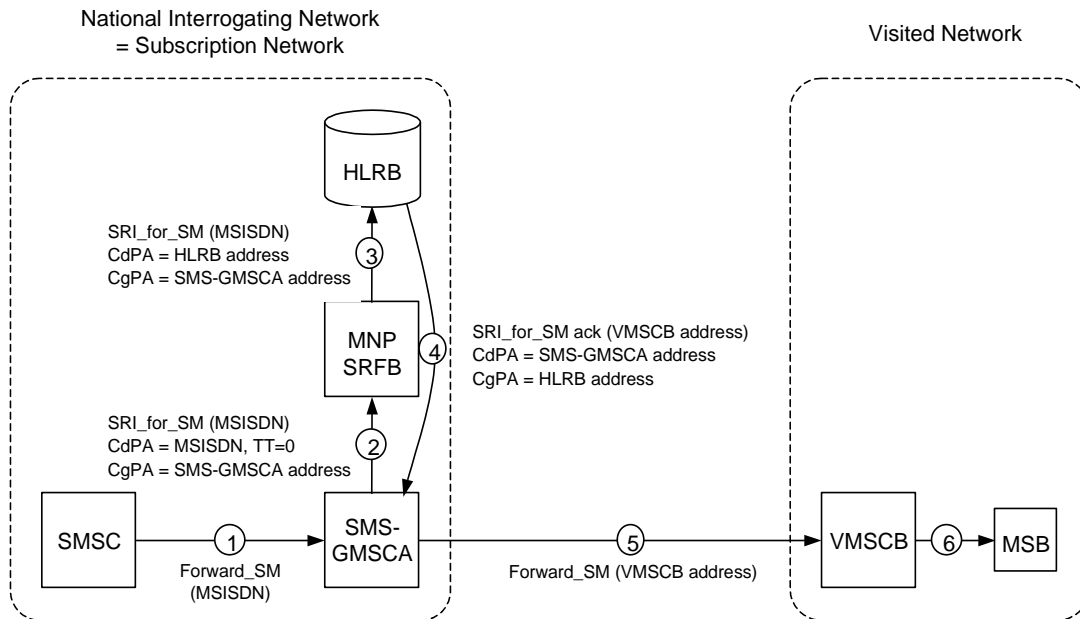 National Interrogating Network
= Subscription Network
Visited Network
HLRB
SRI_for_SM (MSISDN)
CdPA = HLRB address
CgPA = SMS-GMSCA address
3
MNP
SRFB
4
SRI_for_SM ack (VMSCB address)
CdPA = SMS-GMSCA address
CgPA = HLRB address
SRI_for_SM (MSISDN)
CdPA = MSISDN, TT=0
CgPA = SMS-GMSCA address
2
SMSC
1
Forward_SM
(MSISDN)
SMS-
GMSCA
5
Forward_SM (VMSCB address)
VMSCB
6
MSB